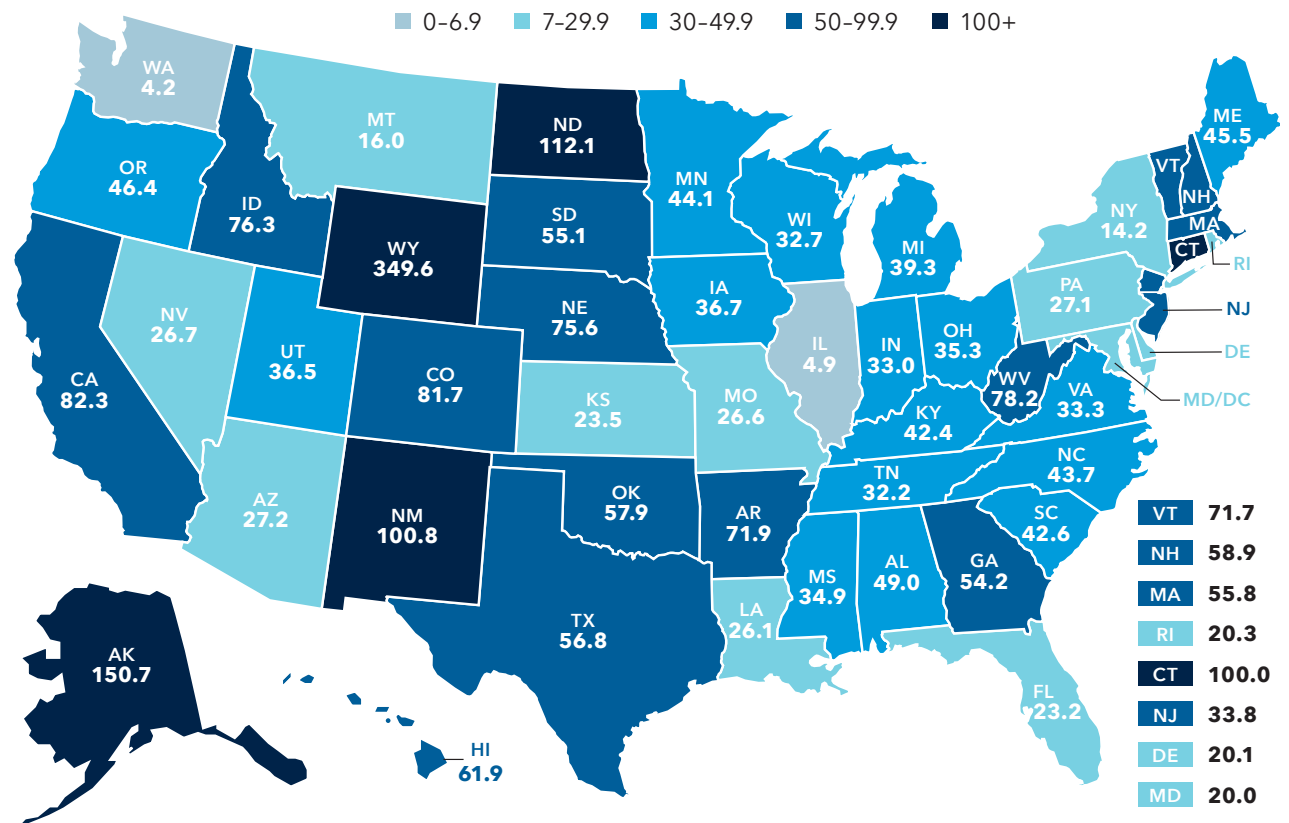 0–6.9 7–29.9 30–49.9 50–99.9 100+
WA
4.2
MT
16.0
ND
112.1
ME
45.5
OR
46.4
ID
76.3
MN
44.1
VT
NH
SD
55.1
WI
32.7
NY
14.2
MA
WY
349.6
MI
39.3
CT
RI
IA
36.7
PA
27.1
NE
75.6
NJ
NV
26.7
OH
35.3
IL
4.9
IN
33.0
UT
36.5
DE
CA
82.3
CO
81.7
WV
78.2
VA
33.3
MD/DC
KS
23.5
MO
26.6
KY
42.4
NC
43.7
TN
32.2
AZ
27.2
NM
100.8
OK
57.9
AR
71.9
SC
42.6
MS
34.9
AL
49.0
GA
54.2
TX
56.8
LA
26.1
AK
150.7
FL
23.2
HI
61.9
VT 71.7
NH 58.9
MA 55.8
RI 20.3
CT 100.0
NJ 33.8
DE 20.1
MD 20.0